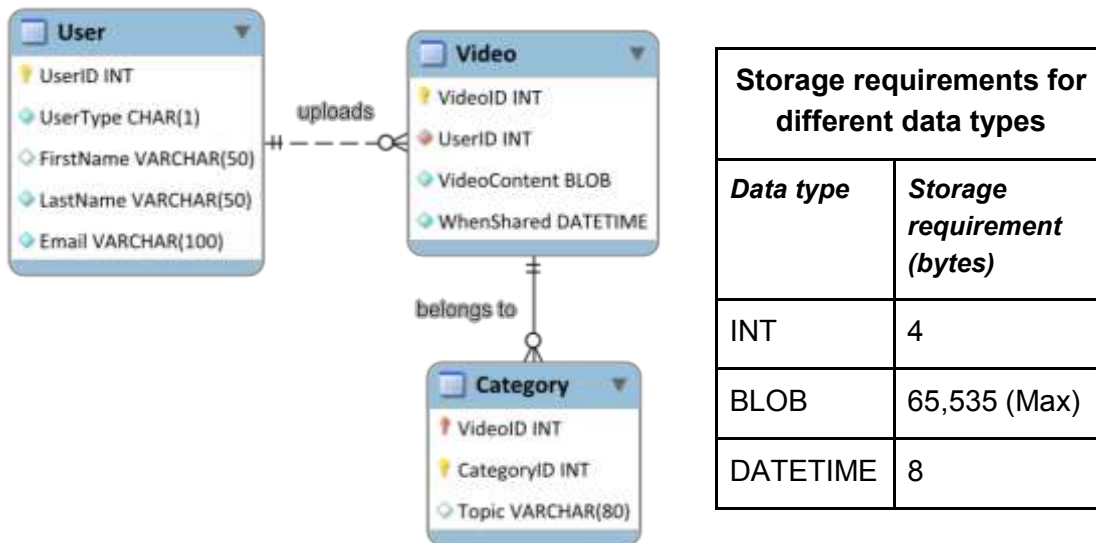 User
UserID INT
UserType CHAR(1)
FirstName VARCHAR(50)
LastName VARCHAR(50)
Email VARCHAR(100)
uploads
Video
VideoID INT
UserID INT
VideoContent BLOB
WhenShared DATETIME
belongs to
Category
VideoID INT
CategoryID INT
Topic VARCHAR(80)
Storage requirements for
different data types
Data type
Storage
requirement
(bytes)
INT
4
BLOB
65,535 (Max)
DATETIME
8